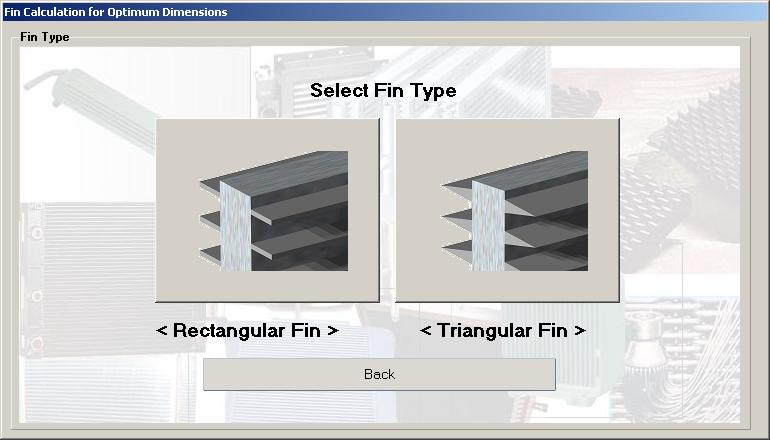 Fin Calculation for Optimum Dimensions
Fin Type
Select Fin Type
< Rectangular Fin >
< Triangular Fin >
Back